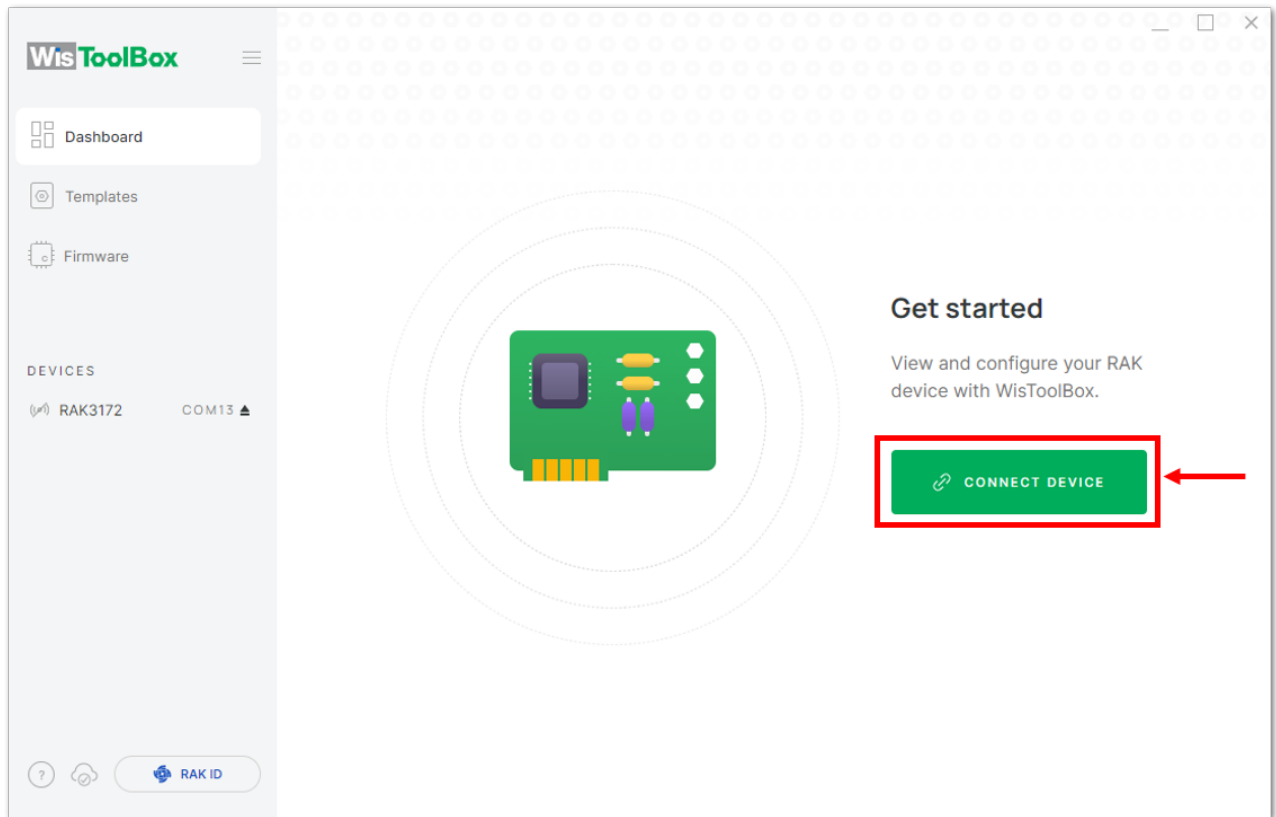 WisToolBox
Dashboard
Templates
Firmware
DEVICES
RAK3172 COM13
? RAK ID
Get started
View and configure your RAK
device with WisToolBox.
CONNECT DEVICE